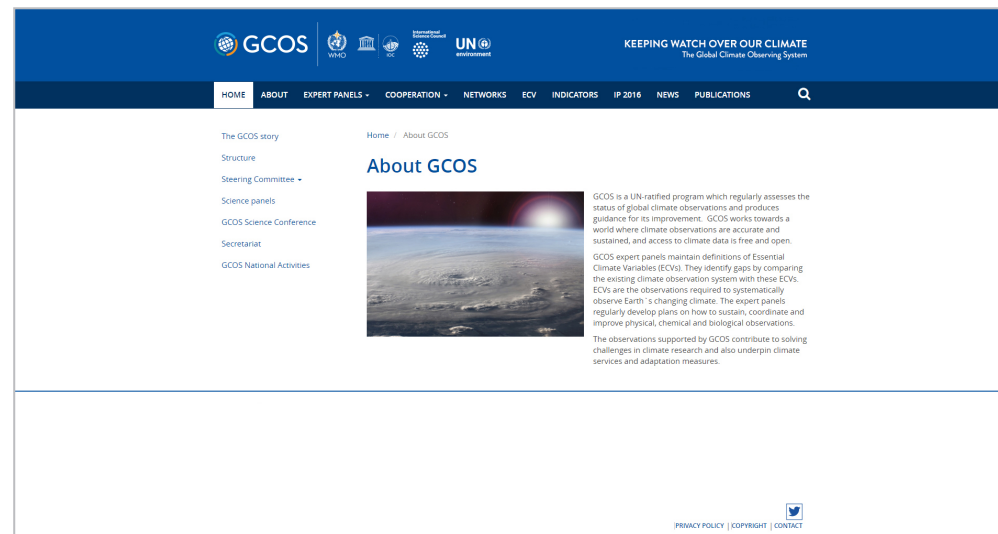 GCOS
WMO
IOC
International
Science Council
UN
environment
KEEPING WATCH OVER OUR CLIMATE
The Global Climate Observing System
HOME ABOUT EXPERT PANELS COOPERATION NETWORKS ECV INDICATORS IP 2016 NEWS PUBLICATIONS
The GCOS story
Structure
Steering Committee
Science panels
GCOS Science Conference
Secretariat
GCOS National Activities
Home / About GCOS
About GCOS
GCOS is a UN-ratified program which regularly assesses the
status of global climate observations and produces
guidance for its improvement. GCOS works towards a
world where climate observations are accurate and
sustained, and access to climate data is free and open.
GCOS expert panels maintain definitions of Essential
Climate Variables (ECVs). They identify gaps by comparing
the existing climate observation system with these ECVs.
ECVs are the observations required to systematically
observe Earth`s changing climate. The expert panels
regularly develop plans on how to sustain, coordinate and
improve physical, chemical and biological observations.
The observations supported by GCOS contribute to solving
challenges in climate research and also underpin climate
services and adaptation measures.
|PRIVACY POLICY |COPYRIGHT | CONTACT